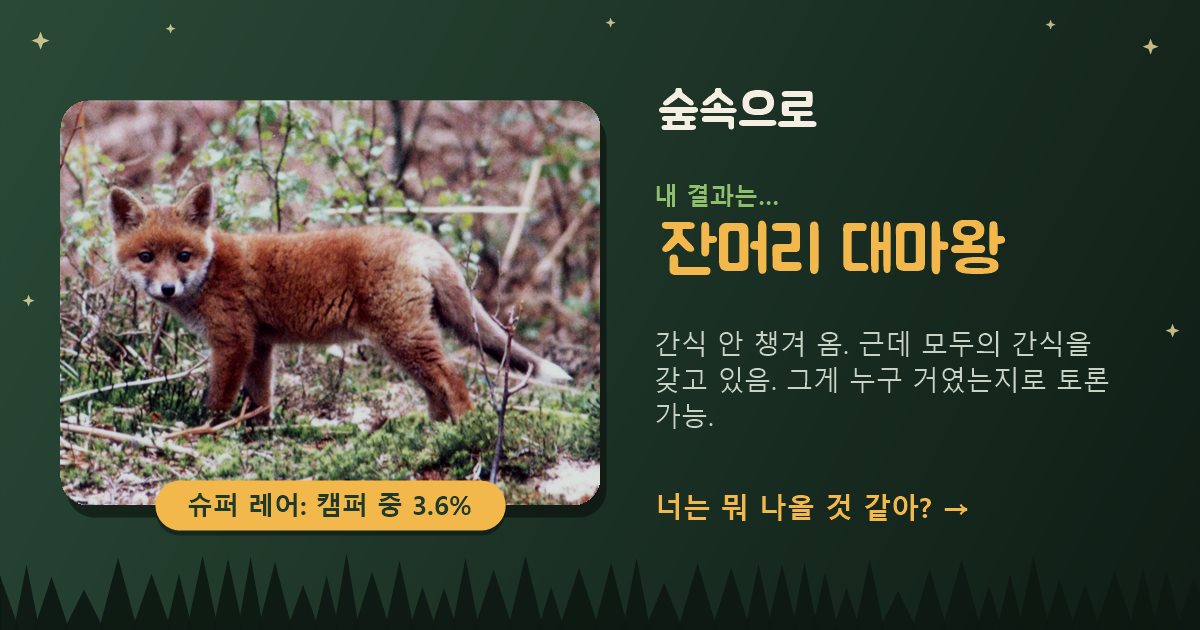 숲속으로
내 결과는...
잔머리 대마왕
간식 안 챙겨 옴. 근데 모두의 간식을
갖고 있음. 그게 누구 거였는지로 토론
가능.
슈퍼 레어: 캠퍼 중 3.6%
너는 뭐 나올 것 같아? →